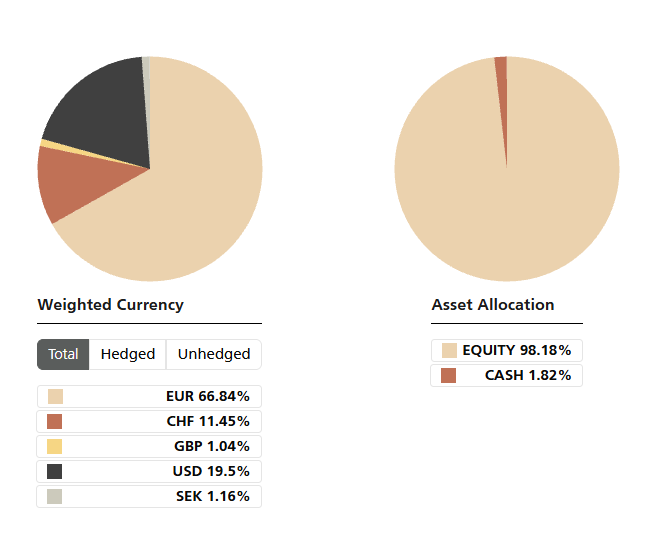 Weighted Currency
Total Hedged Unhedged
EUR 66.84%
CHF 11.45%
GBP 1.04%
USD 19.5%
SEK 1.16%
Asset Allocation
EQUITY 98.18%
CASH 1.82%